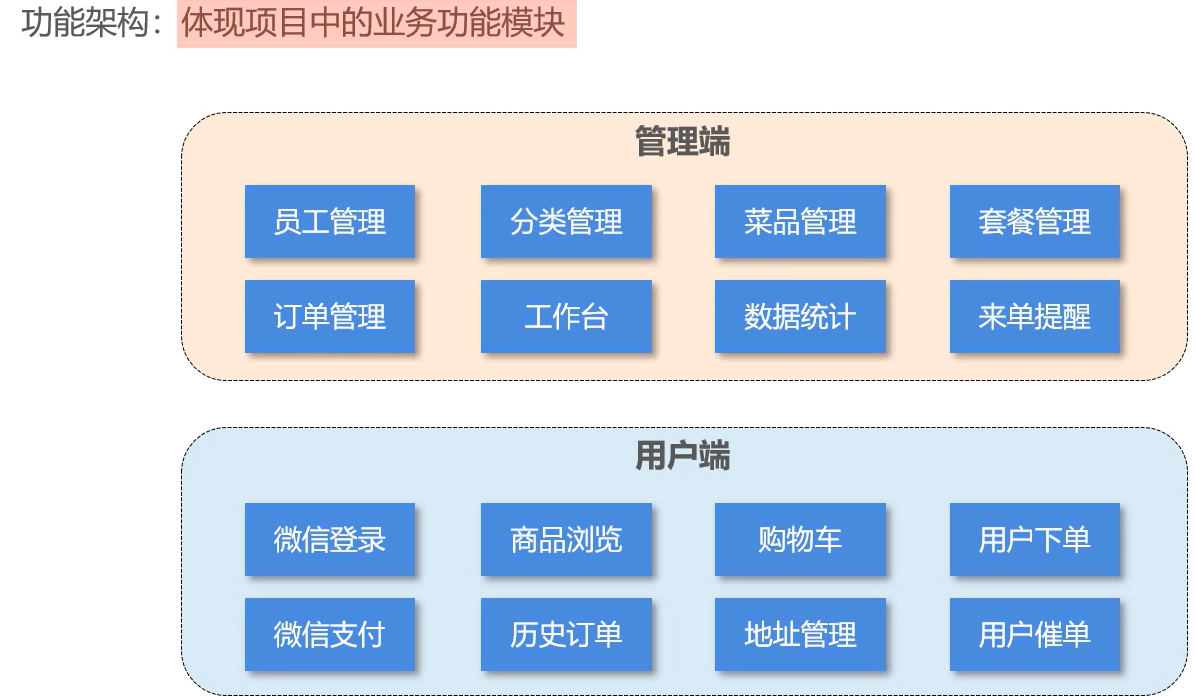 功能架构：体现项目中的业务功能模块
管理端
员工管理 分类管理 菜品管理 套餐管理
订单管理 工作台 数据统计 来单提醒
用户端
微信登录 商品浏览 购物车 用户下单
微信支付 历史订单 地址管理 用户催单